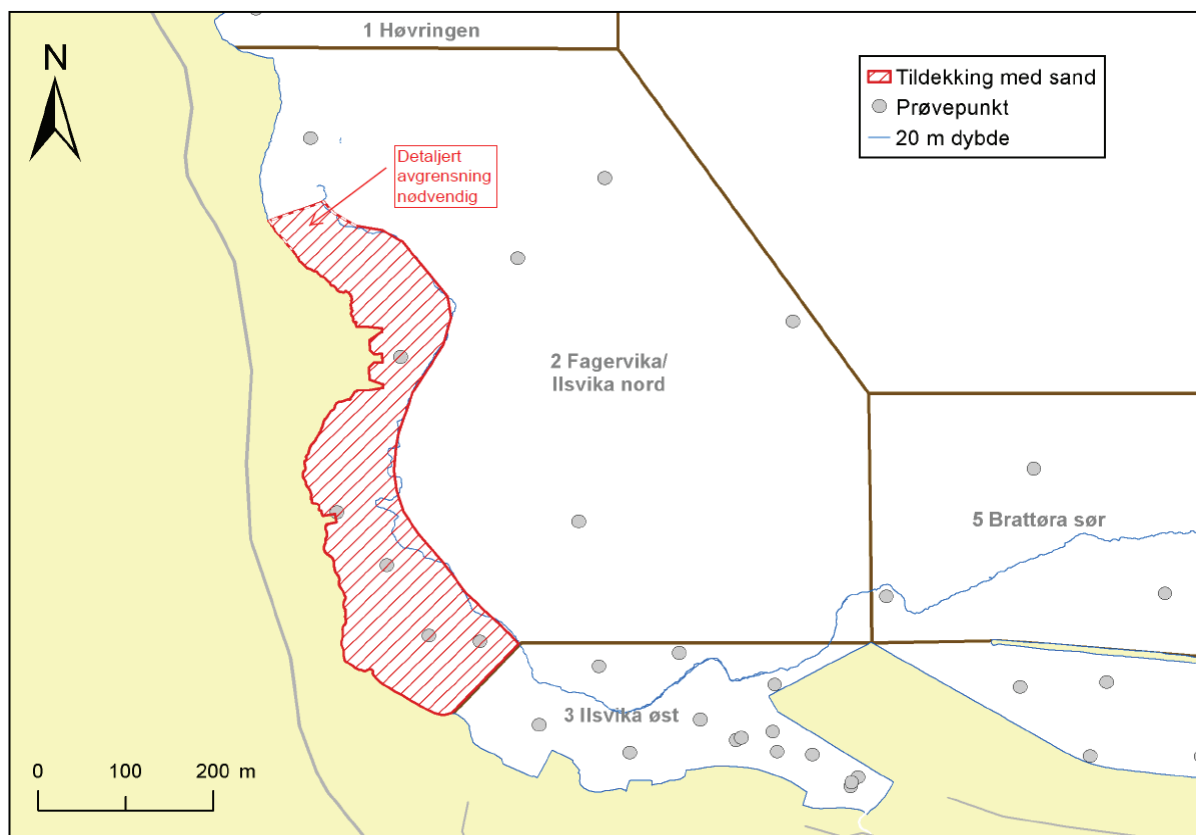 1 Høvringen
N
Tildekking med sand
Prøvepunkt
20 m dybde
Detaljert
avgrensning
nødvendig
2 Fagervika/
Ilsvika nord
5 Brattøra sør
3 Ilsvika øst
0 100 200 m